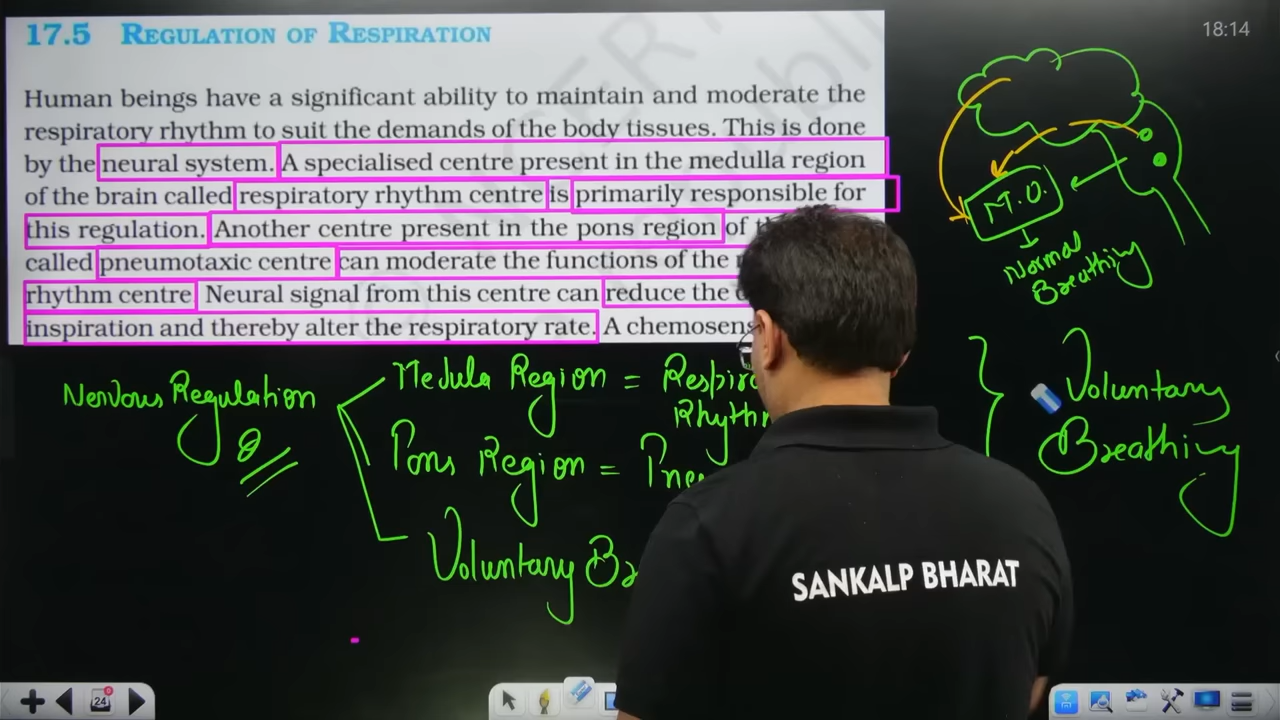 17.5 REGULATION OF RESPIRATION
18:14
Human beings have a significant ability to maintain and moderate the
respiratory rhythm to suit the demands of the body tissues. This is done
by the neural system. A specialised centre present in the medulla region
of the brain called respiratory rhythm centre is primarily responsible for
this regulation. Another centre present in the pons region of
called pneumotaxic centre can moderate the functions of the
rhythm centre. Neural signal from this centre can reduce the
inspiration and thereby alter the respiratory rate. A
M.O.
Normal
Breathing
Nervous Regulation
Medula Region =
Pons Region =
Voluntary
Voluntary
Breathing
SANKALP BHARAT
24